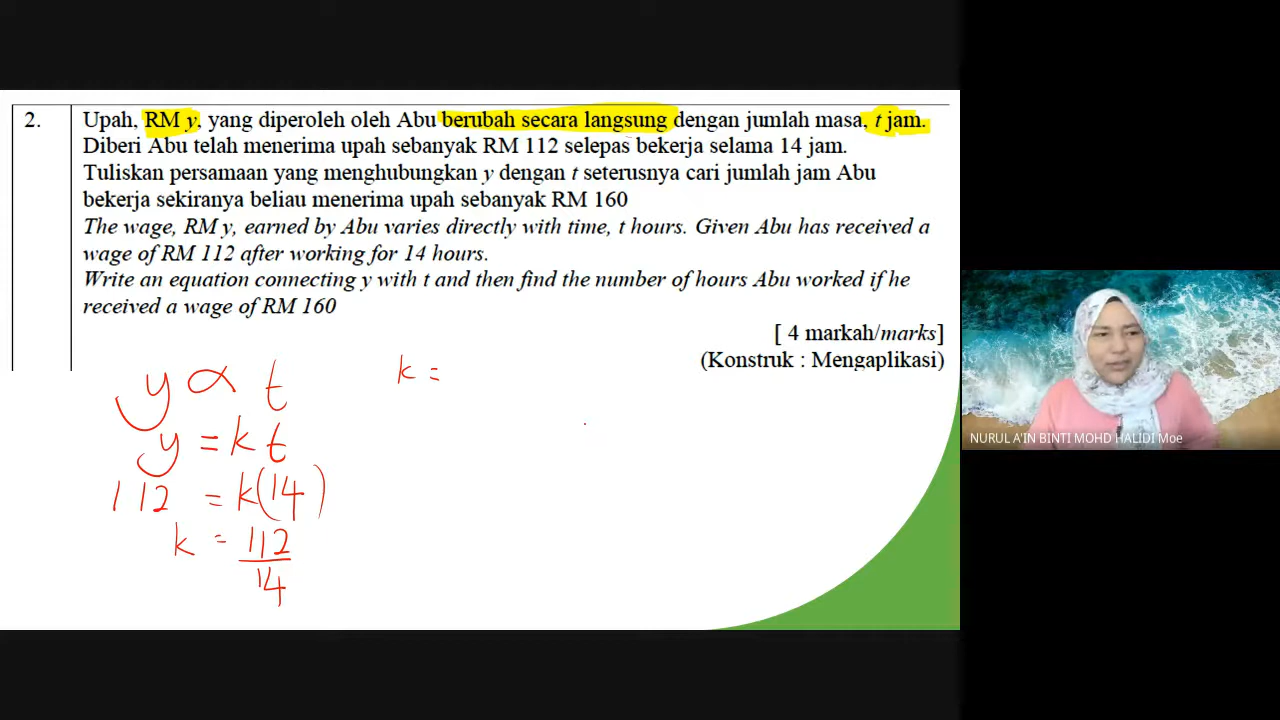 2.
Upah, RM y, yang diperoleh oleh Abu berubah secara langsung dengan jumlah masa, t jam.
Diberi Abu telah menerima upah sebanyak RM 112 selepas bekerja selama 14 jam.
Tuliskan persamaan yang menghubungkan y dengan t seterusnya cari jumlah jam Abu
bekerja sekiranya beliau menerima upah sebanyak RM 160
The wage, RM y, earned by Abu varies directly with time, t hours. Given Abu has received a
wage of RM 112 after working for 14 hours.
Write an equation connecting y with t and then find the number of hours Abu worked if he
received a wage of RM 160
[ 4 markah/marks]
(Konstruk : Mengaplikasi)
y ∝ t
y = k t
112 = k(14)
k = 112/14
k =
NURUL A'IN BINTI MOHD HALIDI Moe